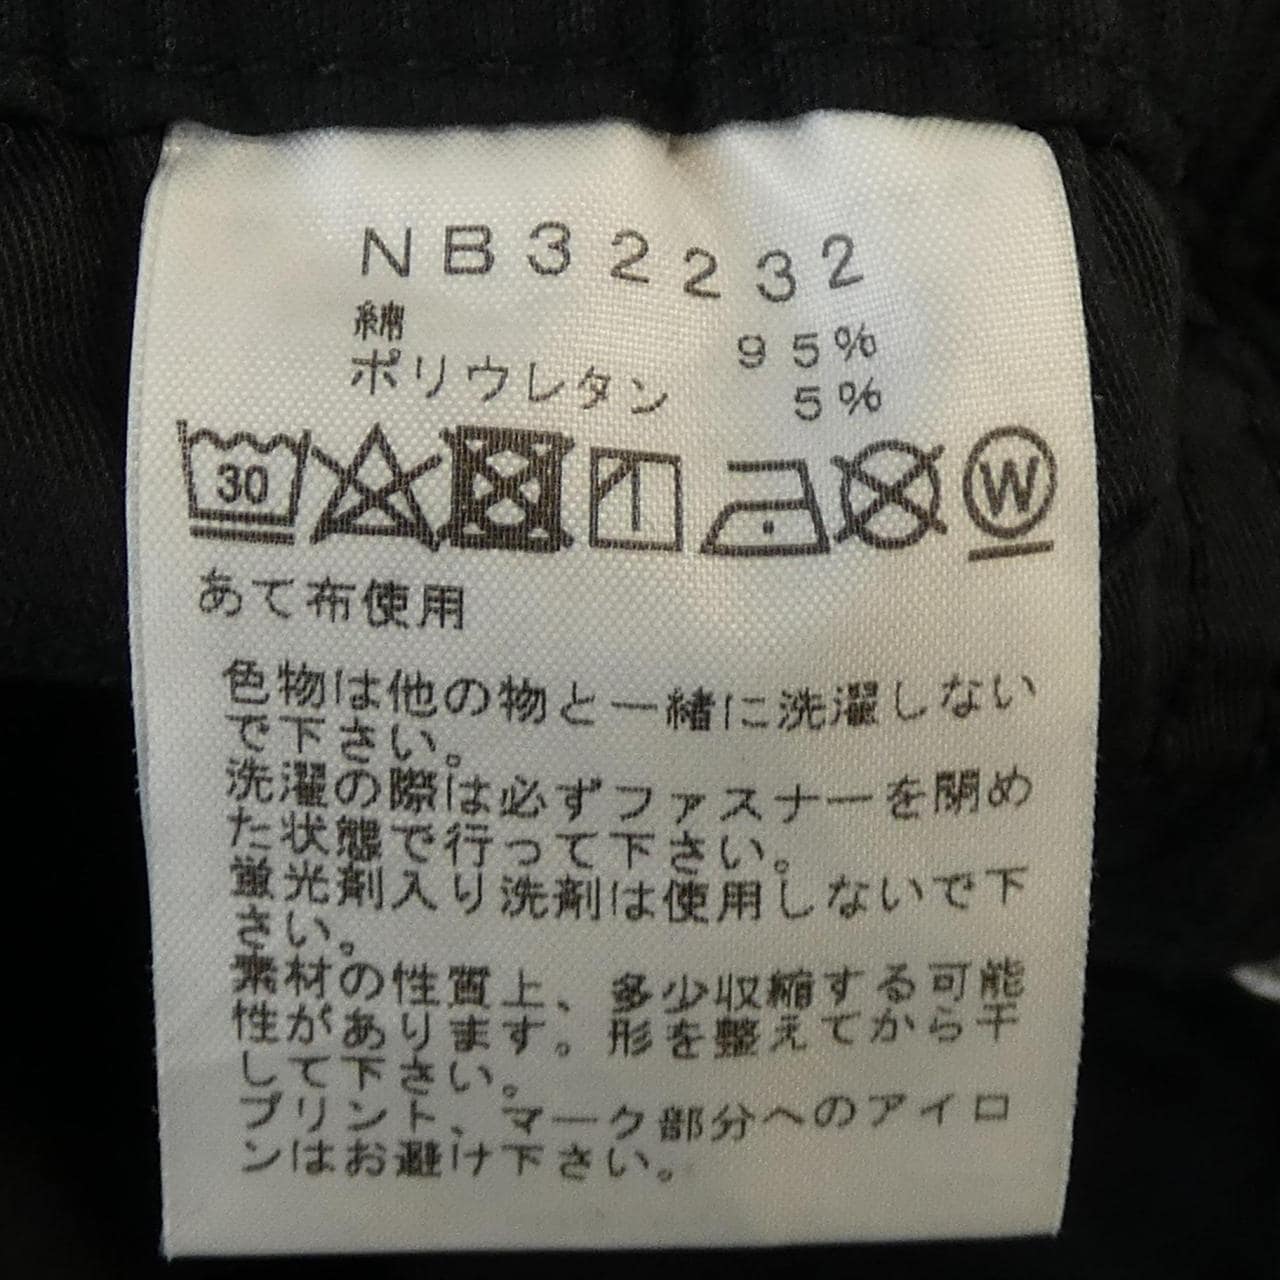 NB32232
綿 95%
ポリウレタン 5%
30 W
あて布使用
色物は他の物と一緒に洗濯しない
で下さい。
洗濯の際は必ずファスナーを閉め
た状態で行って下さい。
蛍光剤入り洗剤は使用しないで下
さい。
素材の性質上、多少収縮する可能
性があります。形を整えてから干
して下さい。
プリント、マーク部分へのアイロ
ンはお避け下さい。